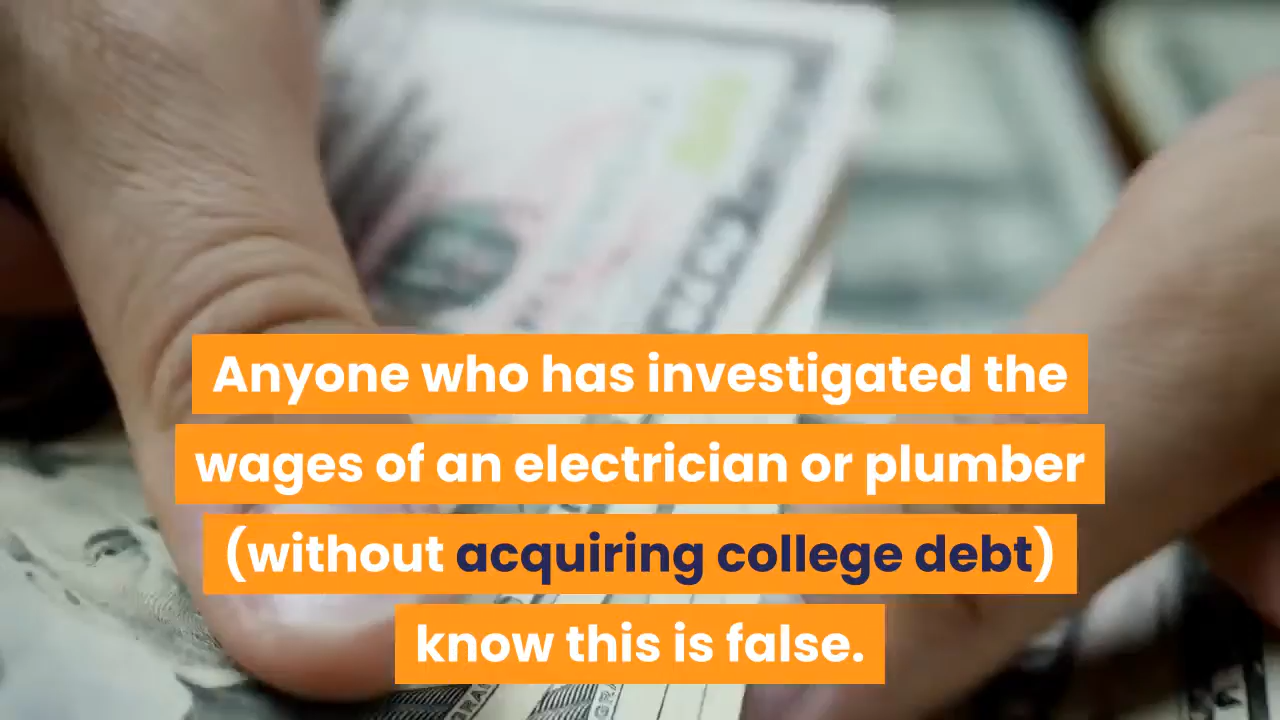 Anyone who has investigated the
wages of an electrician or plumber
(without acquiring college debt)
know this is false.